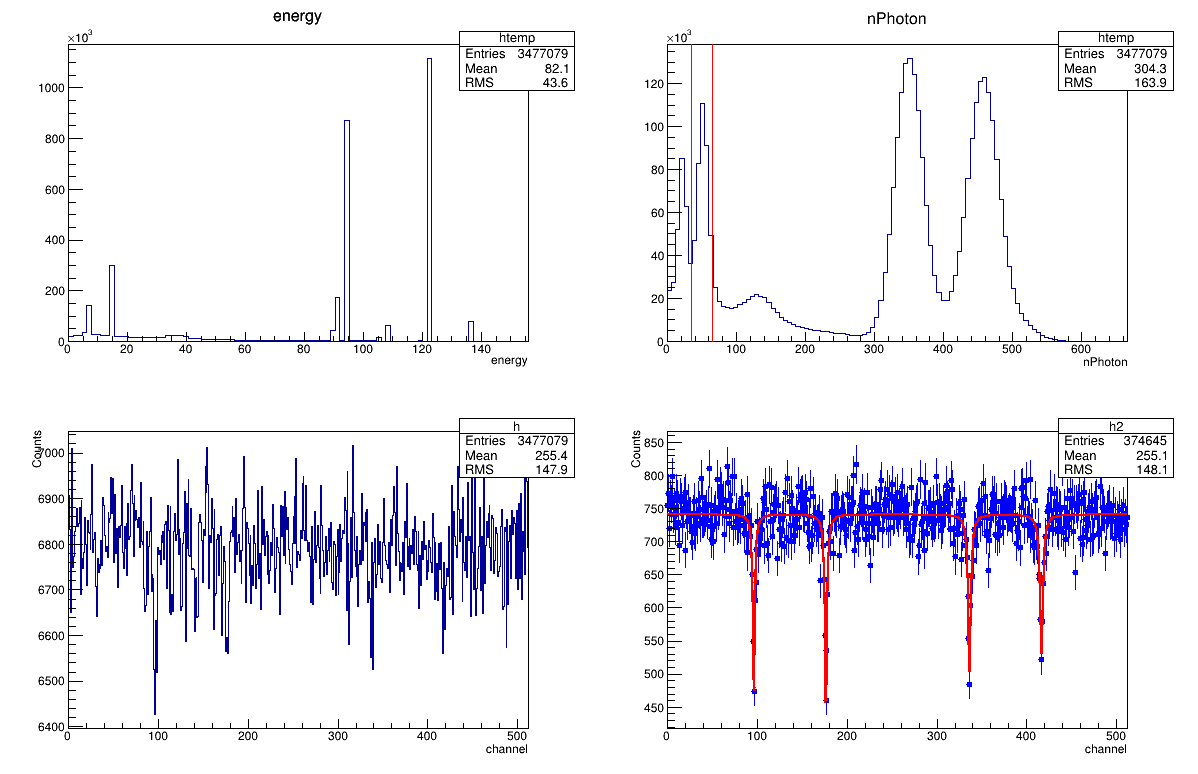 energy
×10³
htemp
Entries 3477079
Mean 82.1
RMS 43.6
1000
800
600
400
200
0
0 20 40 60 80 100 120 140
energy
nPhoton
×10³
htemp
Entries 3477079
Mean 304.3
RMS 163.9
120
100
80
60
40
20
0
0 100 200 300 400 500 600
nPhoton
Counts
h
Entries 3477079
Mean 255.4
RMS 147.9
7000
6900
6800
6700
6600
6500
6400
0 100 200 300 400 500
channel
Counts
h2
Entries 374645
Mean 255.1
RMS 148.1
850
800
750
700
650
600
550
500
450
0 100 200 300 400 500
channel